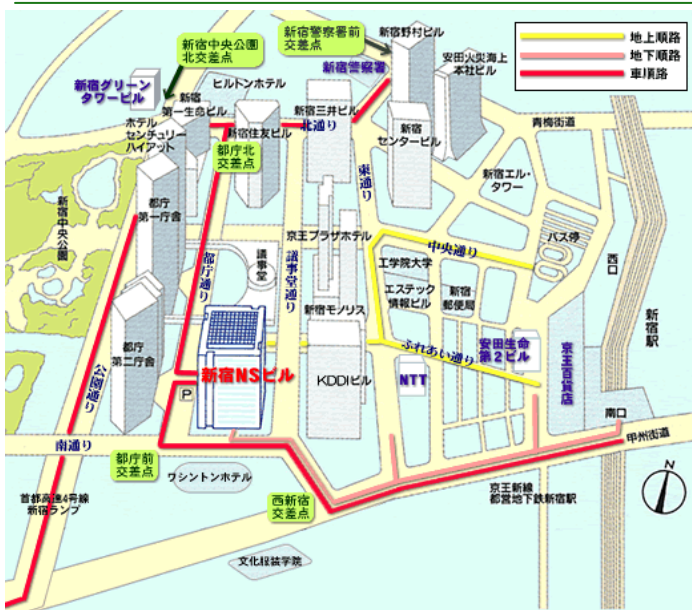 新宿中央公園
北交差点
新宿警察署前
交差点
新宿野村ビル
安田火災海上
本社ビル
地上順路
地下順路
車順路
新宿グリーン
タワービル
新宿警察署
ヒルトンホテル
新宿
第一生命ビル
新宿三井ビル
北通り
新宿住友ビル
ホテル
センチュリー
ハイアット
都庁北
交差点
新宿
センタービル
青梅街道
新宿エル・
タワー
東通り
新宿中央公園
都庁
第一庁舎
都庁通り
議事堂
議事堂通り
京王プラザホテル
中央通り
バス停
西口
工学院大学
エステック
情報ビル
新宿
郵便局
新宿モノリス
新宿駅
都庁
第二庁舎
公園通り
ふれあい通り
安田生命
第2ビル
京王百貨店
新宿NSビル
KDDIビル
NTT
P
南口
甲州街道
南通り
都庁前
交差点
ワシントンホテル
西新宿
交差点
首都高速4号線
新宿ランプ
京王新線
都営地下鉄新宿駅
N
文化服装学院